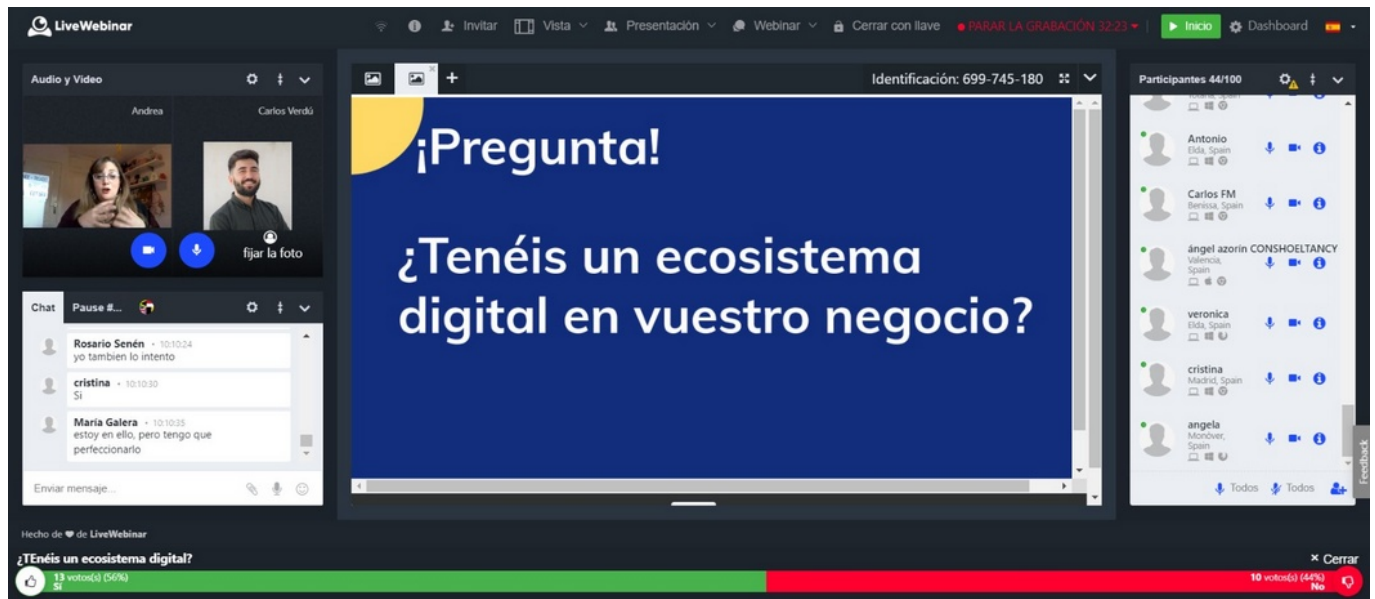 LiveWebinar
Invitar Vista Presentación Webinar Cerrar con llave PARAR LA GRABACIÓN 32:23 Inicio Dashboard
Audio y Video
Andrea Carlos Verdú
fijar la foto
Chat Pause #...
Rosario Senén • 10:10:24
yo tambien lo intento
cristina • 10:10:30
Si
María Galera • 10:10:35
estoy en ello, pero tengo que
perfeccionarlo
Enviar mensaje...
Identificación: 699-745-180
¡Pregunta!
¿Tenéis un ecosistema
digital en vuestro negocio?
Participantes 44/100
Antonio
Elda, Spain
Carlos FM
Benissa, Spain
ángel azorín CONSHOELTANCY
Valencia,
Spain
veronica
Elda, Spain
cristina
Madrid, Spain
angela
Monóver,
Spain
Todos Todos
Feedback
Hecho de ♥ de LiveWebinar
¿TEnéis un ecosistema digital?
× Cerrar
13 votos(s) (56%)
Sí
10 votos(s) (44%)
No